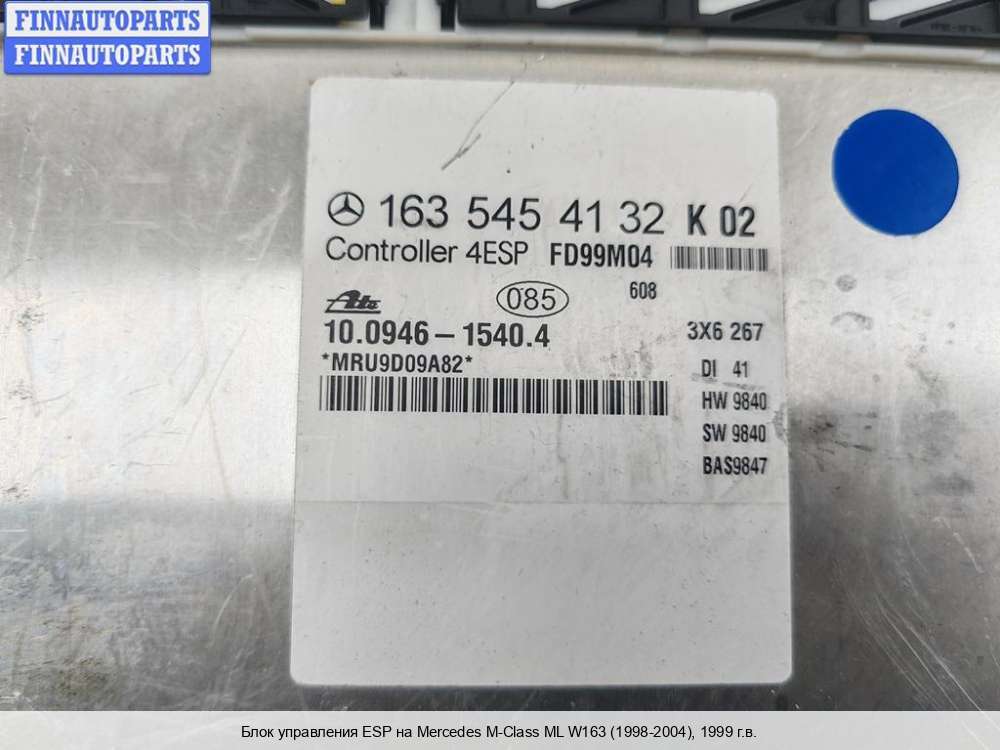 FINNAUTOPARTS
FINNAUTOPARTS
163 545 41 32 K 02
Controller 4ESP FD99M04
085 608
Ate
10.0946-1540.4 3X6 267
*MRU9D09A82*
DI 41
HW 9840
SW 9840
BAS9847
Блок управления ESP на Mercedes M-Class ML W163 (1998-2004), 1999 г.в.